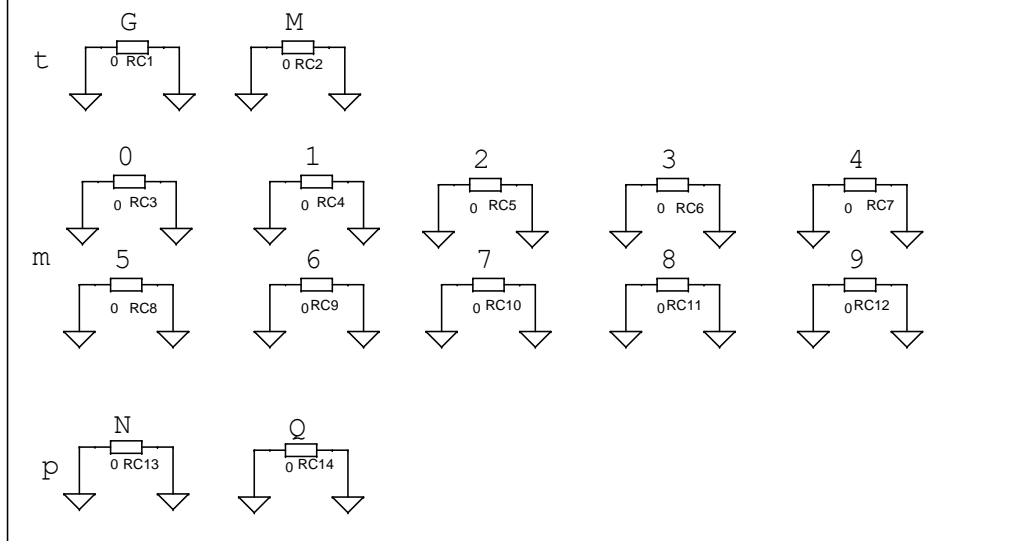 G M
t
0 RC1 0 RC2
0 1 2 3 4
0 RC3 0 RC4 0 RC5 0 RC6 0 RC7
m
5 6 7 8 9
0 RC8 0 RC9 0 RC10 0 RC11 0 RC12
N Q
p
0 RC13 0 RC14